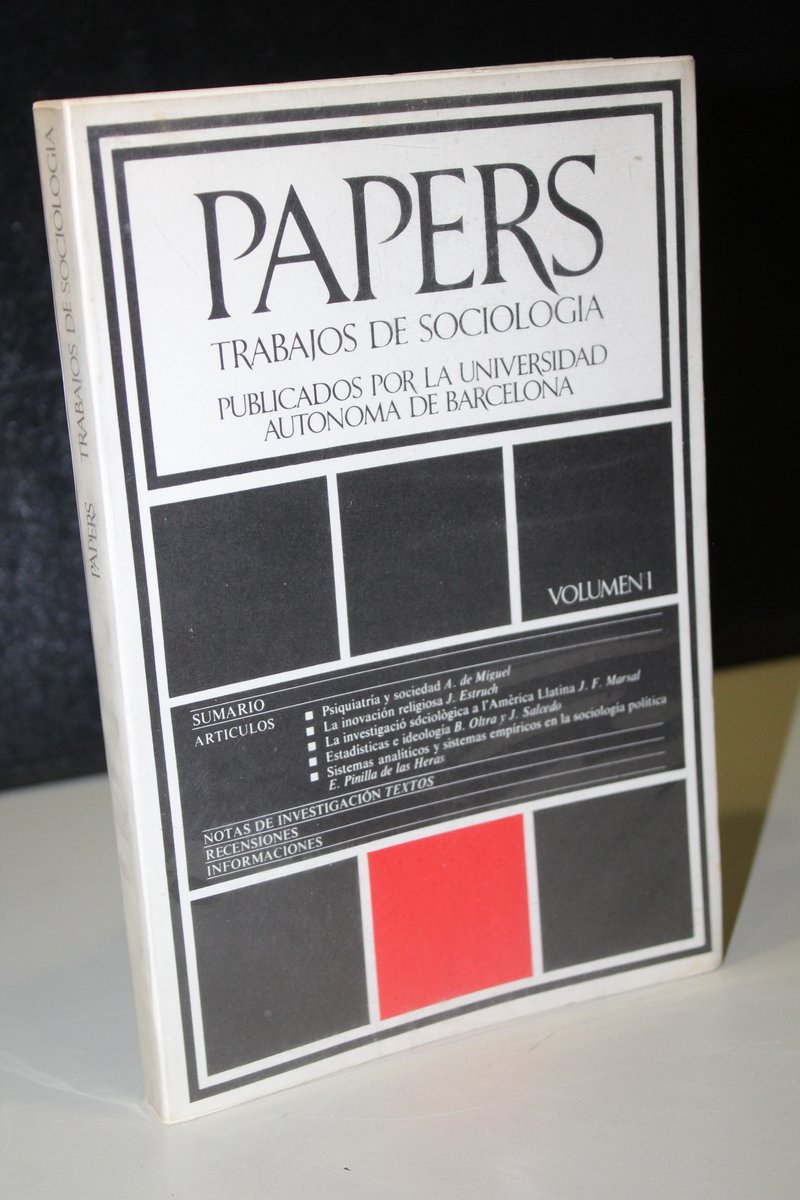 PAPERS
TRABAJOS DE SOCIOLOGIA
PUBLICADOS POR LA UNIVERSIDAD
AUTONOMA DE BARCELONA
VOLUMEN I
SUMARIO
ARTICULOS
Psiquiatría y sociedad A. de Miguel
La inovación religiosa J. Estruch
La investigació sóciològica a l'Amèrica Llatina J. F. Marsal
Estadísticas e ideología B. Oltra y J. Salcedo
Sistemas analíticos y sistemas empíricos en la sociología política
E. Pinilla de las Heras
NOTAS DE INVESTIGACIÓN TEXTOS
RECENSIONES
INFORMACIONES
PAPERS TRABAJOS DE SOCIOLOGIA